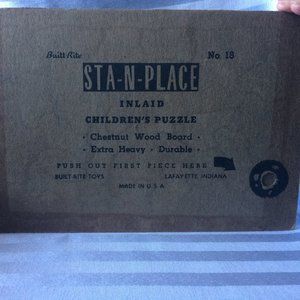 Built-Rite No. 18
STA-N-PLACE
INLAID
CHILDREN'S PUZZLE
• Chestnut Wood Board •
• Extra Heavy • Durable •
PUSH OUT FIRST PIECE HERE
BUILT-RITE TOYS LAFAYETTE, INDIANA
MADE IN U.S.A.